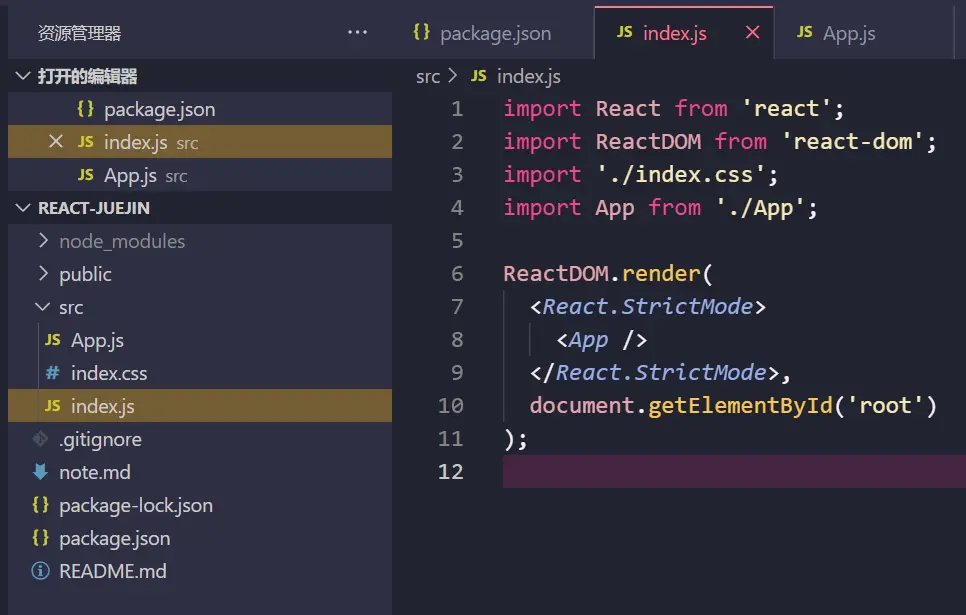 资源管理器 ···
打开的编辑器
{} package.json
× JS index.js src
JS App.js src
REACT-JUEJIN
node_modules
public
src
JS App.js
# index.css
JS index.js
.gitignore
note.md
{} package-lock.json
{} package.json
README.md
{} package.json JS index.js × JS App.js
src > JS index.js
1 import React from 'react';
2 import ReactDOM from 'react-dom';
3 import './index.css';
4 import App from './App';
5
6 ReactDOM.render(
7 <React.StrictMode>
8 <App />
9 </React.StrictMode>,
10 document.getElementById('root')
11 );
12